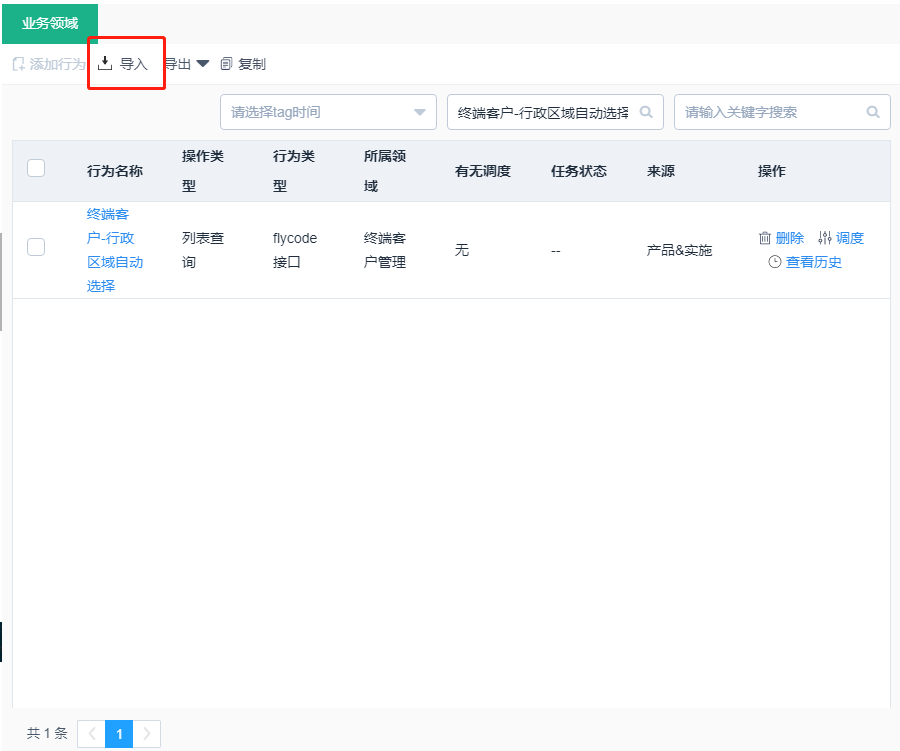 业务领域
添加行为 导入 导出 复制
请选择tag时间 终端客户-行政区域自动选择 请输入关键字搜索
行为名称 操作类型 行为类型 所属领域 有无调度 任务状态 来源 操作
终端客户-行政区域自动选择 列表查询 flycode接口 终端客户管理 无 -- 产品&实施 删除 调度 查看历史
共 1 条 1